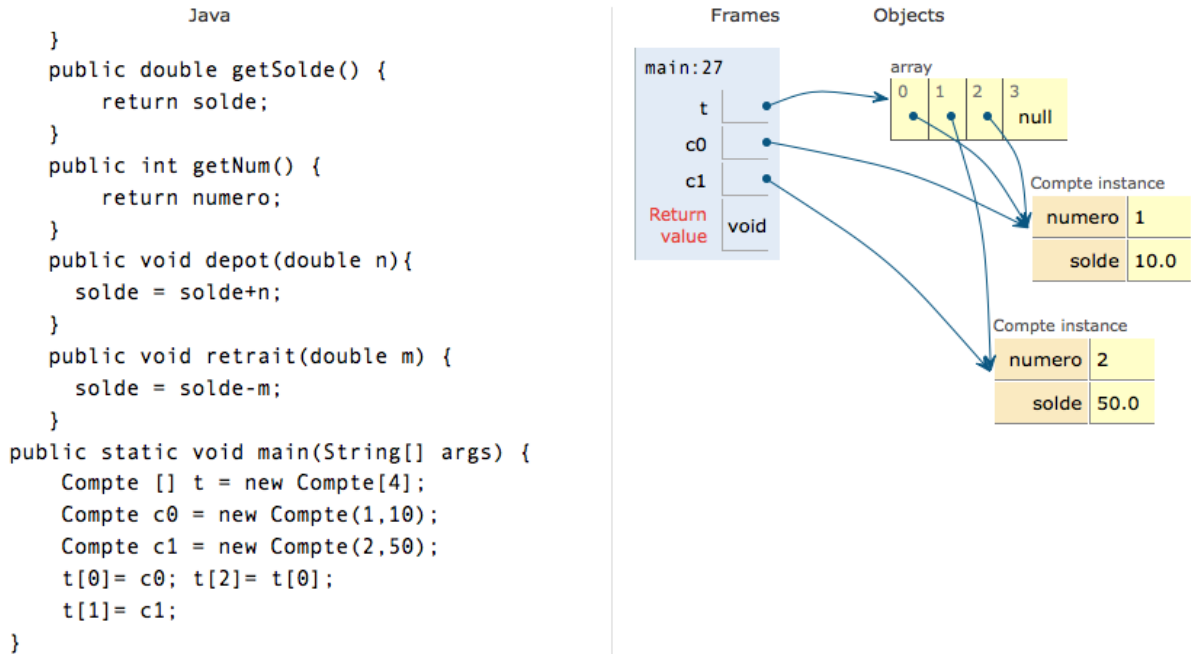 Java
}
public double getSolde() {
return solde;
}
public int getNum() {
return numero;
}
public void depot(double n){
solde = solde+n;
}
public void retrait(double m) {
solde = solde-m;
}
public static void main(String[] args) {
Compte [] t = new Compte[4];
Compte c0 = new Compte(1,10);
Compte c1 = new Compte(2,50);
t[0]= c0; t[2]= t[0];
t[1]= c1;
}
Frames
Objects
main:27
t
c0
c1
Return
value
void
array
0 1 2 3
null
Compte instance
numero 1
solde 10.0
Compte instance
numero 2
solde 50.0